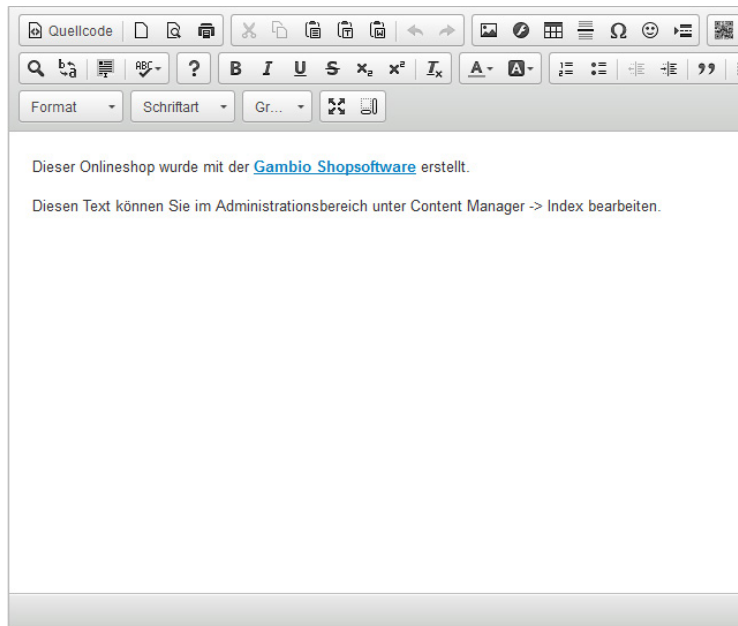 Quellcode
Format Schriftart Gr...
Dieser Onlineshop wurde mit der Gambio Shopsoftware erstellt.
Diesen Text können Sie im Administrationsbereich unter Content Manager -> Index bearbeiten.